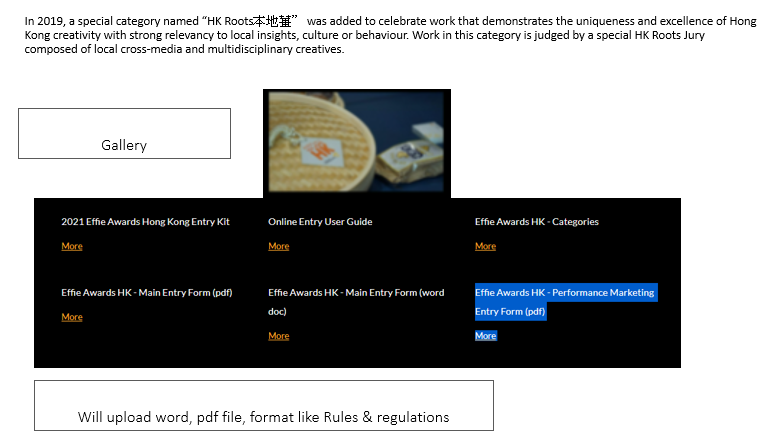 In 2019, a special category named “HK Roots本地薑” was added to celebrate work that demonstrates the uniqueness and excellence of Hong
Kong creativity with strong relevancy to local insights, culture or behaviour. Work in this category is judged by a special HK Roots Jury
composed of local cross-media and multidisciplinary creatives.
Gallery
2021 Effie Awards Hong Kong Entry Kit
More
Online Entry User Guide
More
Effie Awards HK - Categories
More
Effie Awards HK - Main Entry Form (pdf)
More
Effie Awards HK - Main Entry Form (word
doc)
More
Effie Awards HK - Performance Marketing
Entry Form (pdf)
More
Will upload word, pdf file, format like Rules & regulations